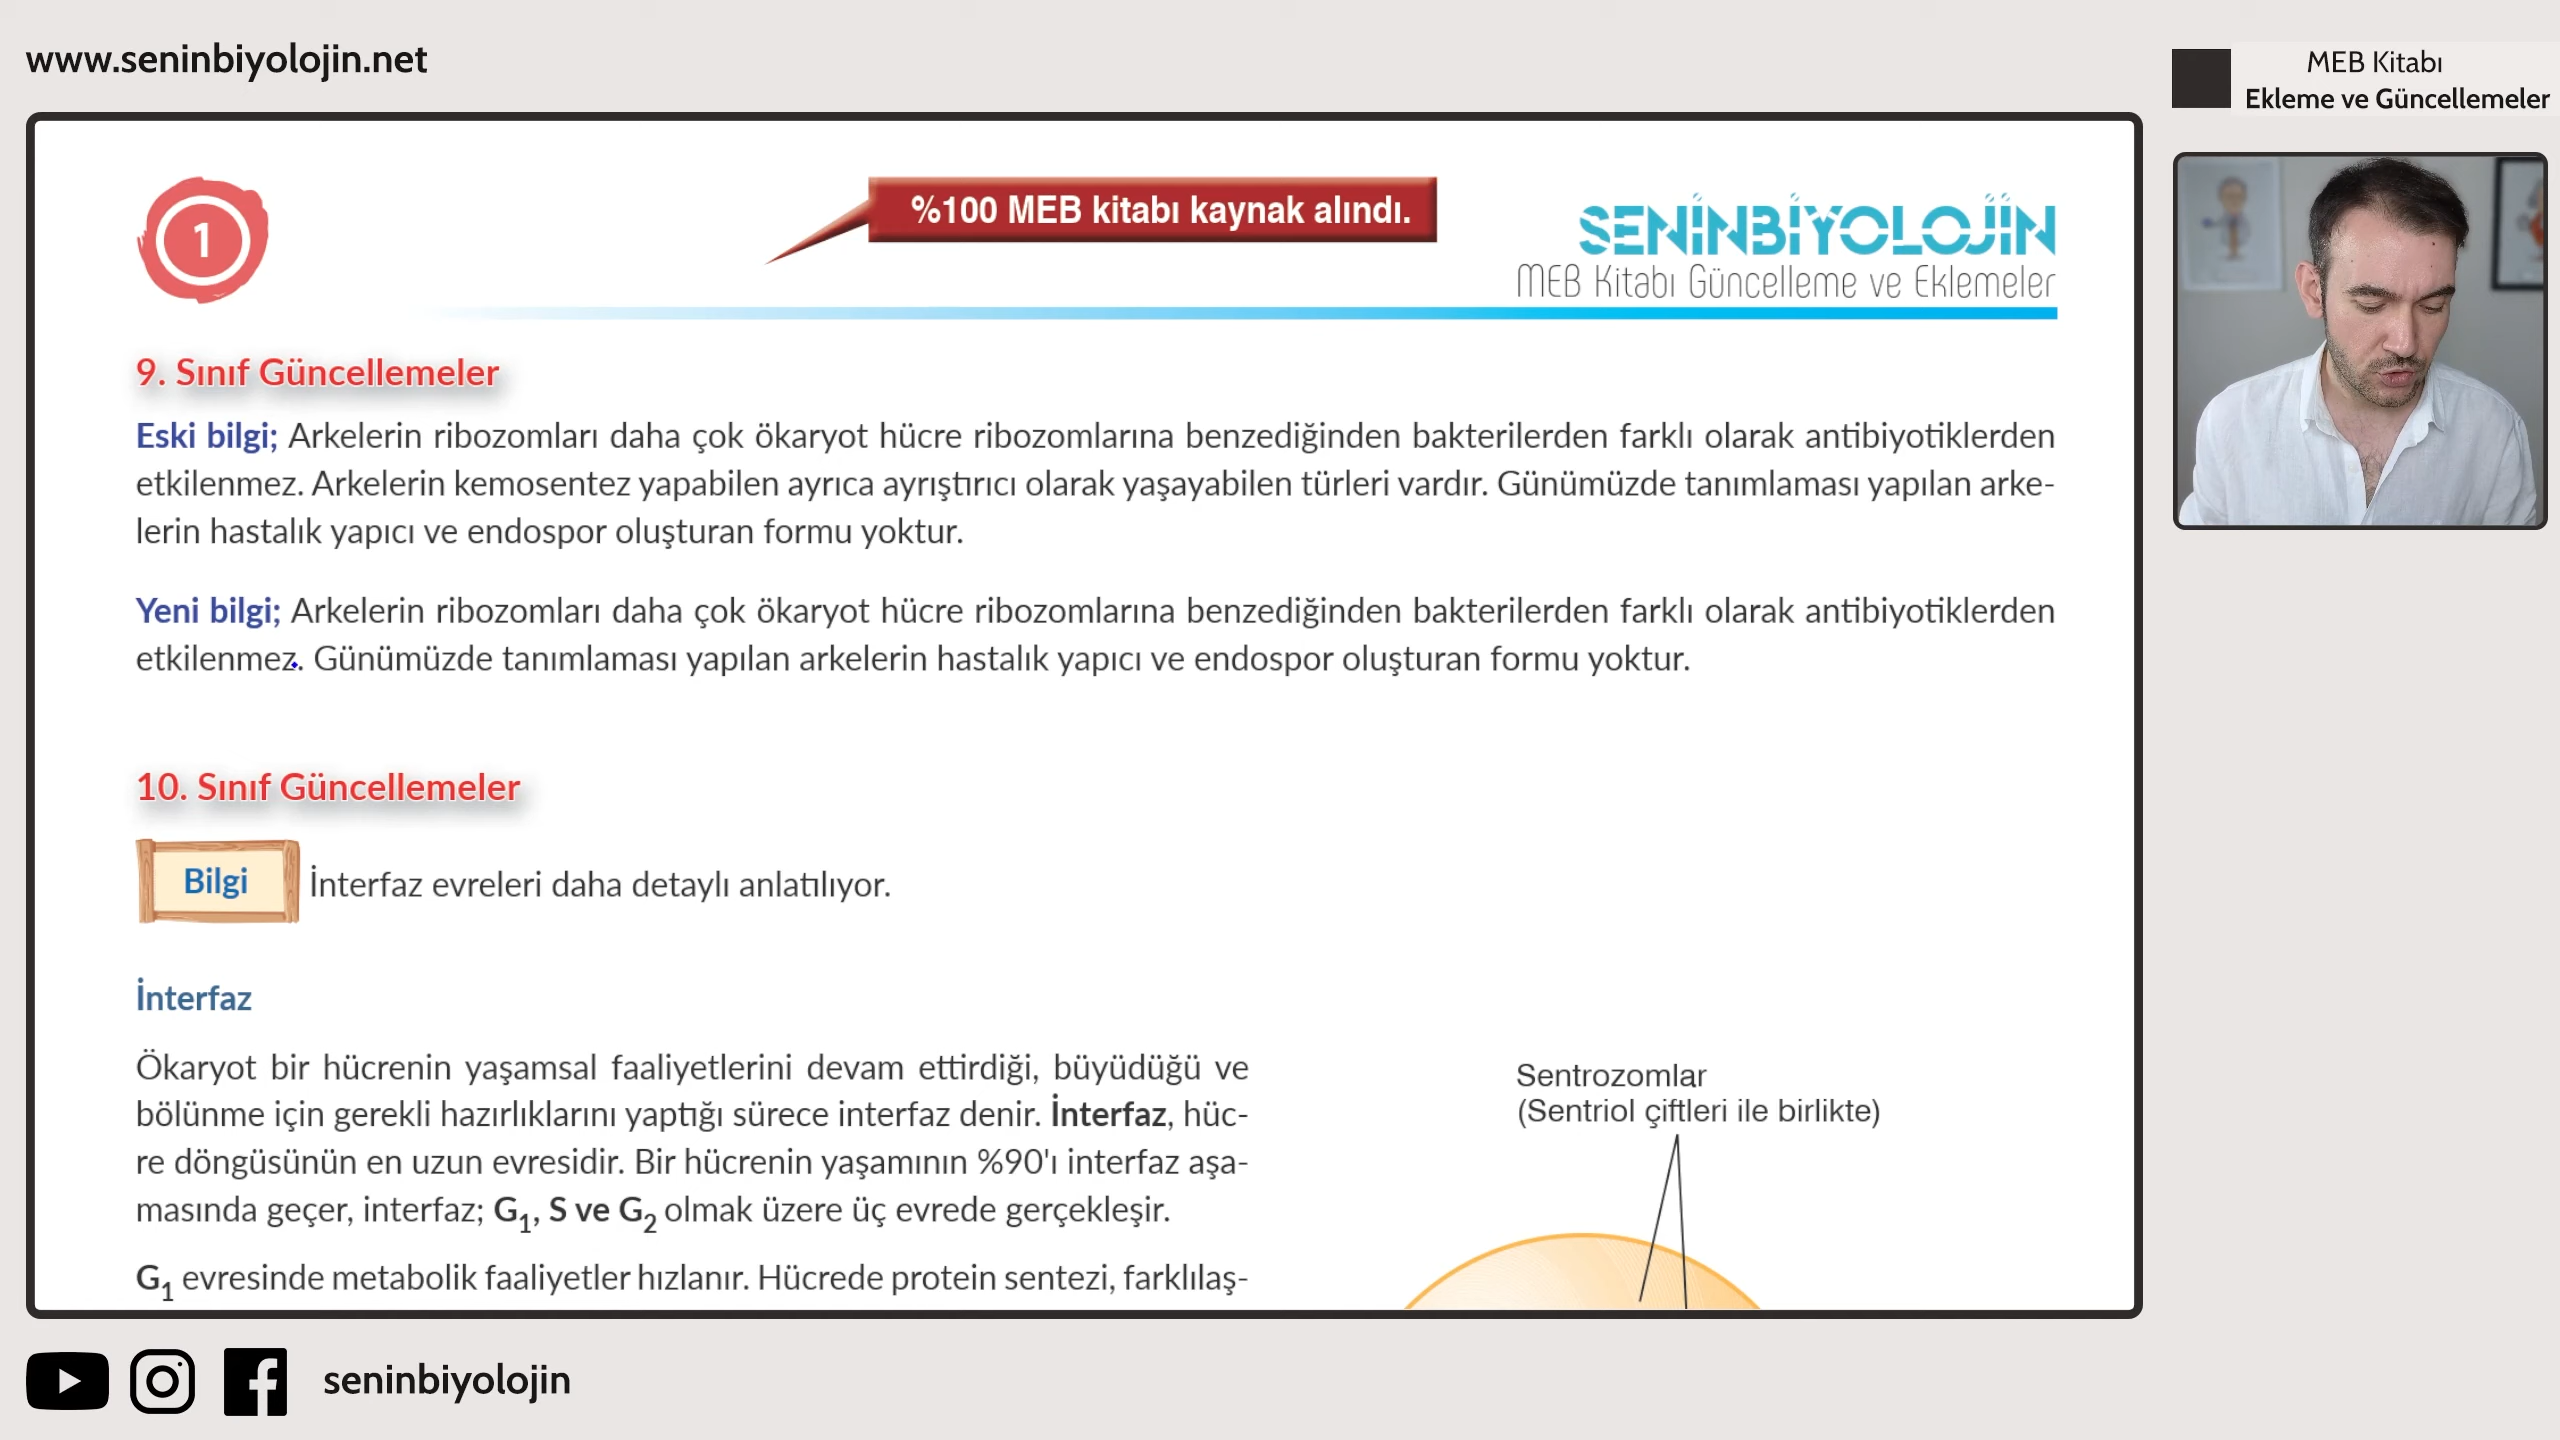 www.seninbiyolojin.net
MEB Kitabı
Ekleme ve Güncellemeler
1
%100 MEB kitabı kaynak alındı.
SENİNBİYOLOJİN
MEB Kitabı Güncelleme ve Eklemeler
9. Sınıf Güncellemeler
Eski bilgi; Arkelerin ribozomları daha çok ökaryot hücre ribozomlarına benzediğinden bakterilerden farklı olarak antibiyotiklerden
etkilenmez. Arkelerin kemosentez yapabilen ayrıca ayrıştırıcı olarak yaşayabilen türleri vardır. Günümüzde tanımlaması yapılan arke-
lerin hastalık yapıcı ve endospor oluşturan formu yoktur.
Yeni bilgi; Arkelerin ribozomları daha çok ökaryot hücre ribozomlarına benzediğinden bakterilerden farklı olarak antibiyotiklerden
etkilenmez. Günümüzde tanımlaması yapılan arkelerin hastalık yapıcı ve endospor oluşturan formu yoktur.
10. Sınıf Güncellemeler
Bilgi İnterfaz evreleri daha detaylı anlatılıyor.
İnterfaz
Ökaryot bir hücrenin yaşamsal faaliyetlerini devam ettirdiği, büyüdüğü ve
bölünme için gerekli hazırlıklarını yaptığı sürece interfaz denir. İnterfaz, hüc-
re döngüsünün en uzun evresidir. Bir hücrenin yaşamının %90'ı interfaz aşa-
masında geçer, interfaz; G1, S ve G2 olmak üzere üç evrede gerçekleşir.
G1 evresinde metabolik faaliyetler hızlanır. Hücrede protein sentezi, farklılaş-
Sentrozomlar
(Sentriol çiftleri ile birlikte)
seninbiyolojin